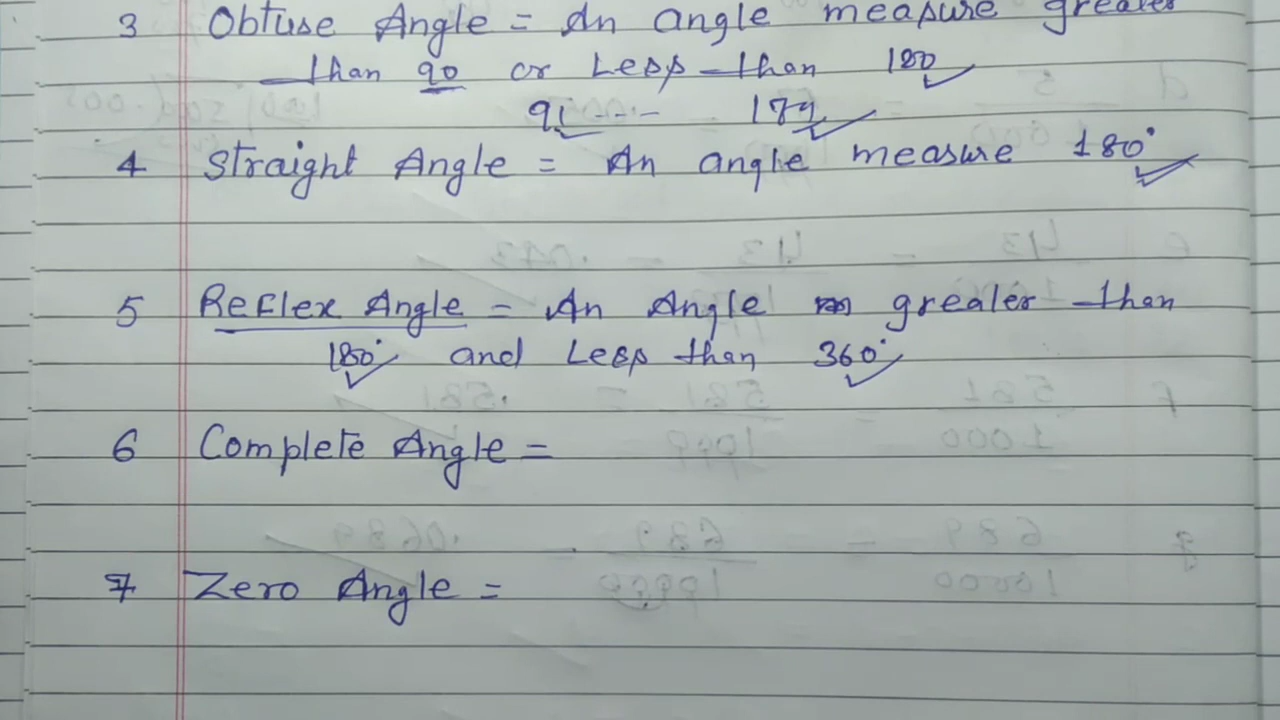 3 Obtuse Angle = An angle measure greater
than 90 or Less than 180
91 --- 179
4 Straight Angle = An angle measure 180°
5 Reflex Angle = An Angle greater than
180° and Less than 360°
6 Complete Angle =
7 Zero Angle =